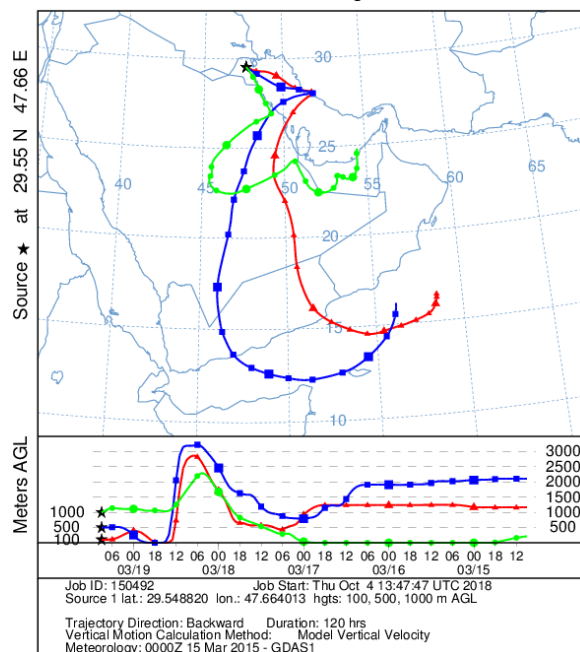 Source ★ at 29.55 N 47.66 E
30
25
20
15
10
40
45
50
55
60
65
Meters AGL
1000
500
100
3000
2500
2000
1500
1000
500
06 00 18 12 06 00 18 12 06 00 18 12 06 00 18 12 06 00 18 12
03/19 03/18 03/17 03/16 03/15
Job ID: 150492 Job Start: Thu Oct 4 13:47:47 UTC 2018
Source 1 lat.: 29.548820 lon.: 47.664013 hgts: 100, 500, 1000 m AGL
Trajectory Direction: Backward Duration: 120 hrs
Vertical Motion Calculation Method: Model Vertical Velocity
Meteorology: 0000Z 15 Mar 2015 - GDAS1